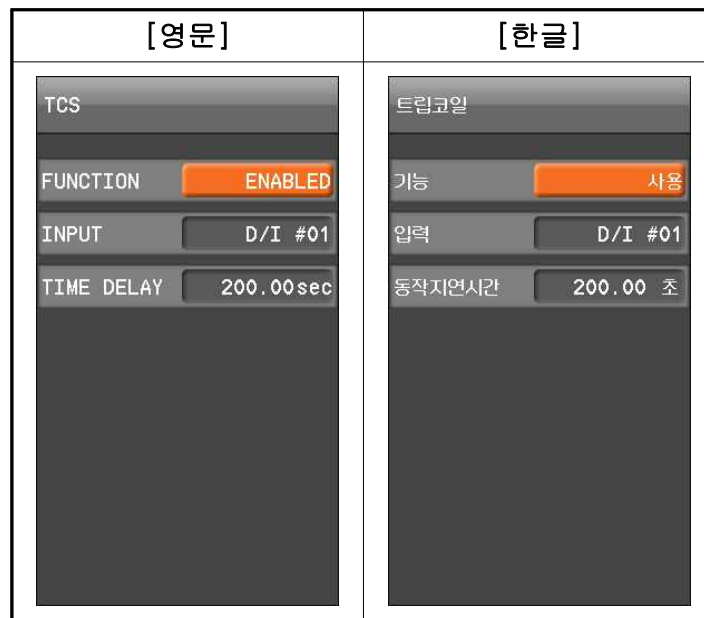 [영문]
[한글]
TCS
FUNCTION ENABLED
INPUT D/I #01
TIME DELAY 200.00sec
트립코일
기능 사용
입력 D/I #01
동작지연시간 200.00 초